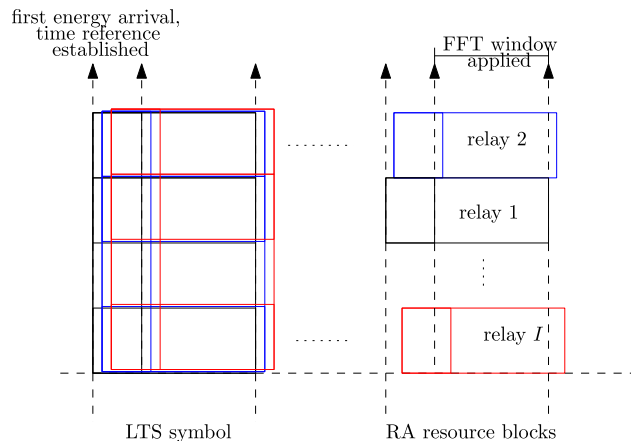 first energy arrival,
time reference
established
FFT window
applied
relay 2
relay 1
relay I
LTS symbol
RA resource blocks